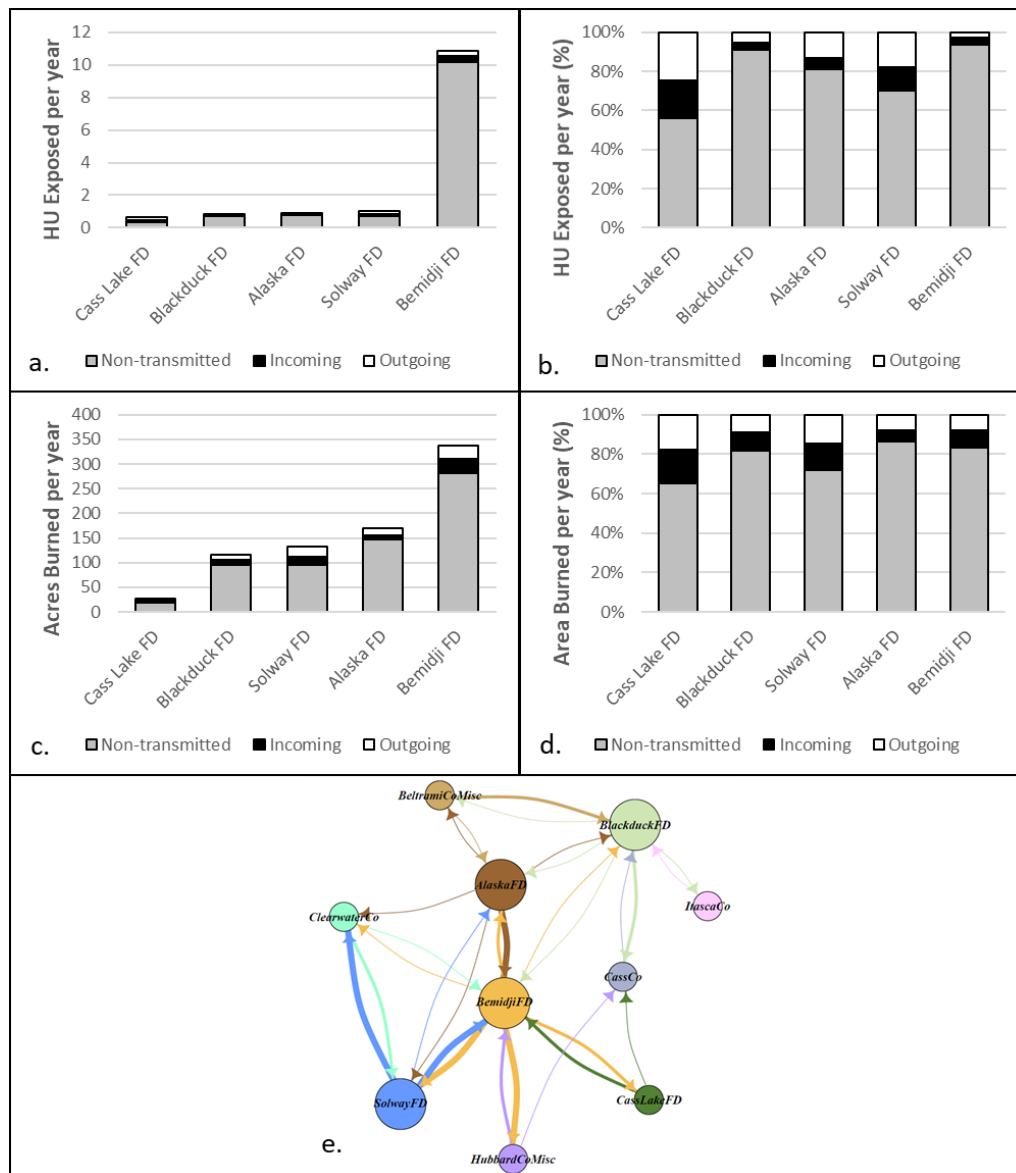 HU Exposed per year
12
10
8
6
4
2
0
Cass Lake FD
Blackduck FD
Alaska FD
Solway FD
Bemidji FD
a.
Non-transmitted Incoming Outgoing
HU Exposed per year (%)
100%
80%
60%
40%
20%
0%
Cass Lake FD
Blackduck FD
Alaska FD
Solway FD
Bemidji FD
b.
Non-transmitted Incoming Outgoing
Acres Burned per year
400
350
300
250
200
150
100
50
0
Cass Lake FD
Blackduck FD
Solway FD
Alaska FD
Bemidji FD
c.
Non-transmitted Incoming Outgoing
Area Burned per year (%)
100%
80%
60%
40%
20%
0%
Cass Lake FD
Blackduck FD
Solway FD
Alaska FD
Bemidji FD
d.
Non-transmitted Incoming Outgoing
BeltramiCoMisc
BlackduckFD
AlaskaFD
ItascaCo
ClearwaterCo
CassCo
BemidjiFD
SolwayFD
CassLakeFD
e.
HubbardCoMisc